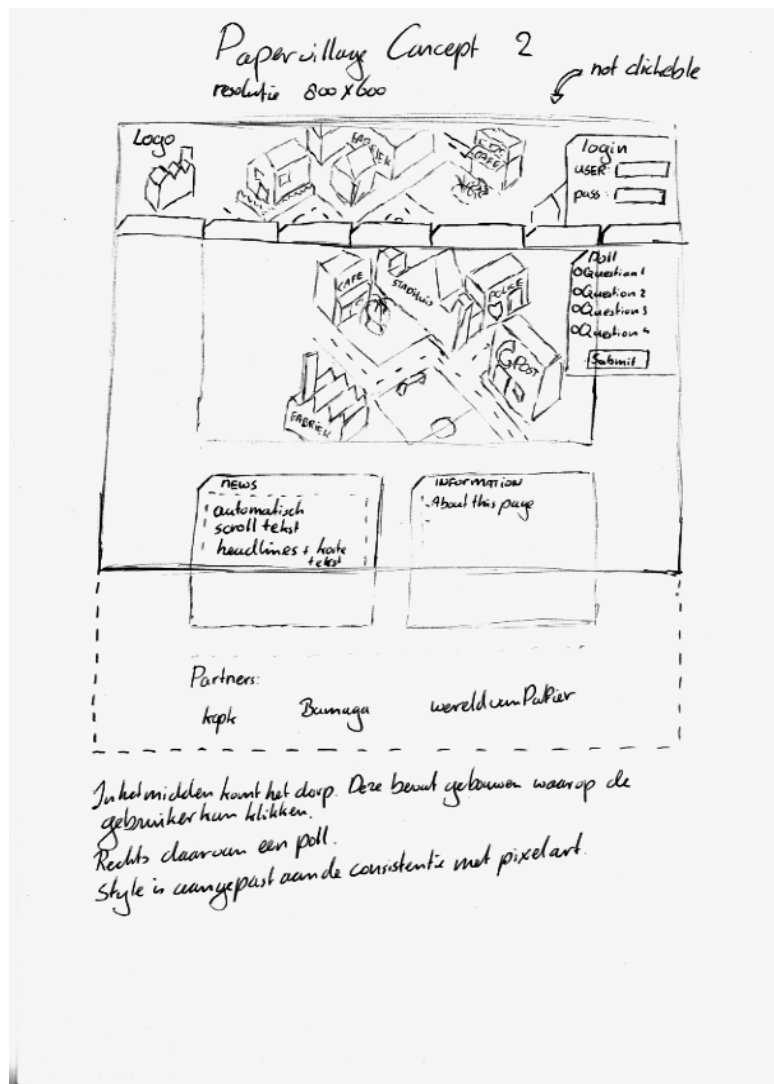 Papervillage Concept 2
resolutie 800 x 600
not clickeble
Logo
FABRIEK
CAFE
login
USER:
pass:
CAFE
STADHUIS
POLICE
POST
FABRIEK
Poll
Question 1
Question 2
Question 3
Question 4
Submit
NEWS
automatisch
scroll tekst
headlines + korte
tekst
INFORMATION
About this page
Partners:
kopk
Bumaga
wereld van Papier
In het midden komt het dorp. Deze bevat gebouwen waarop de
gebruiker kan klikken.
Rechts daarvan een poll.
Style is aangepast aan de consistentie met pixelart.